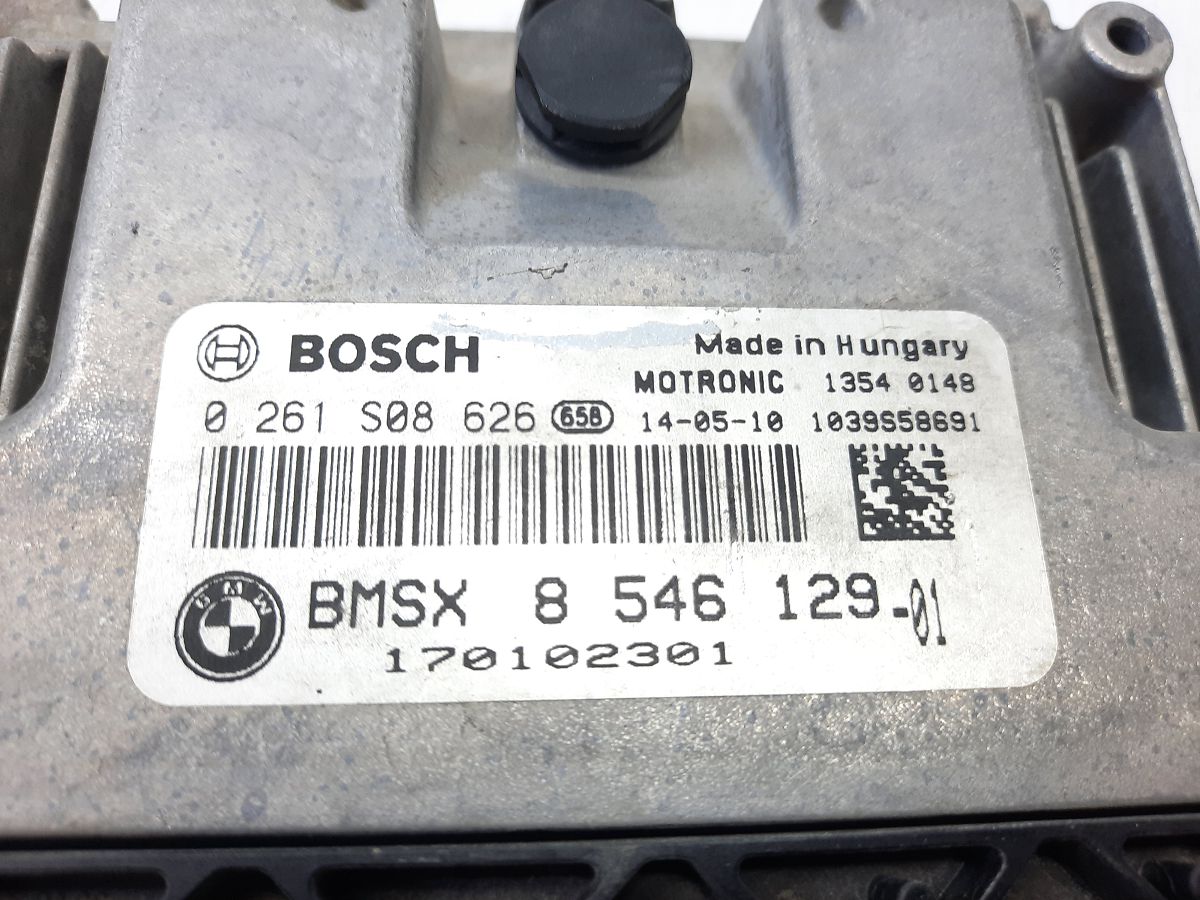 BOSCH Made in Hungary
MOTRONIC 1354 0148
0 261 S08 626 658 14-05-10 1039S58691
BMW BMSX 8 546 129-01
170102301